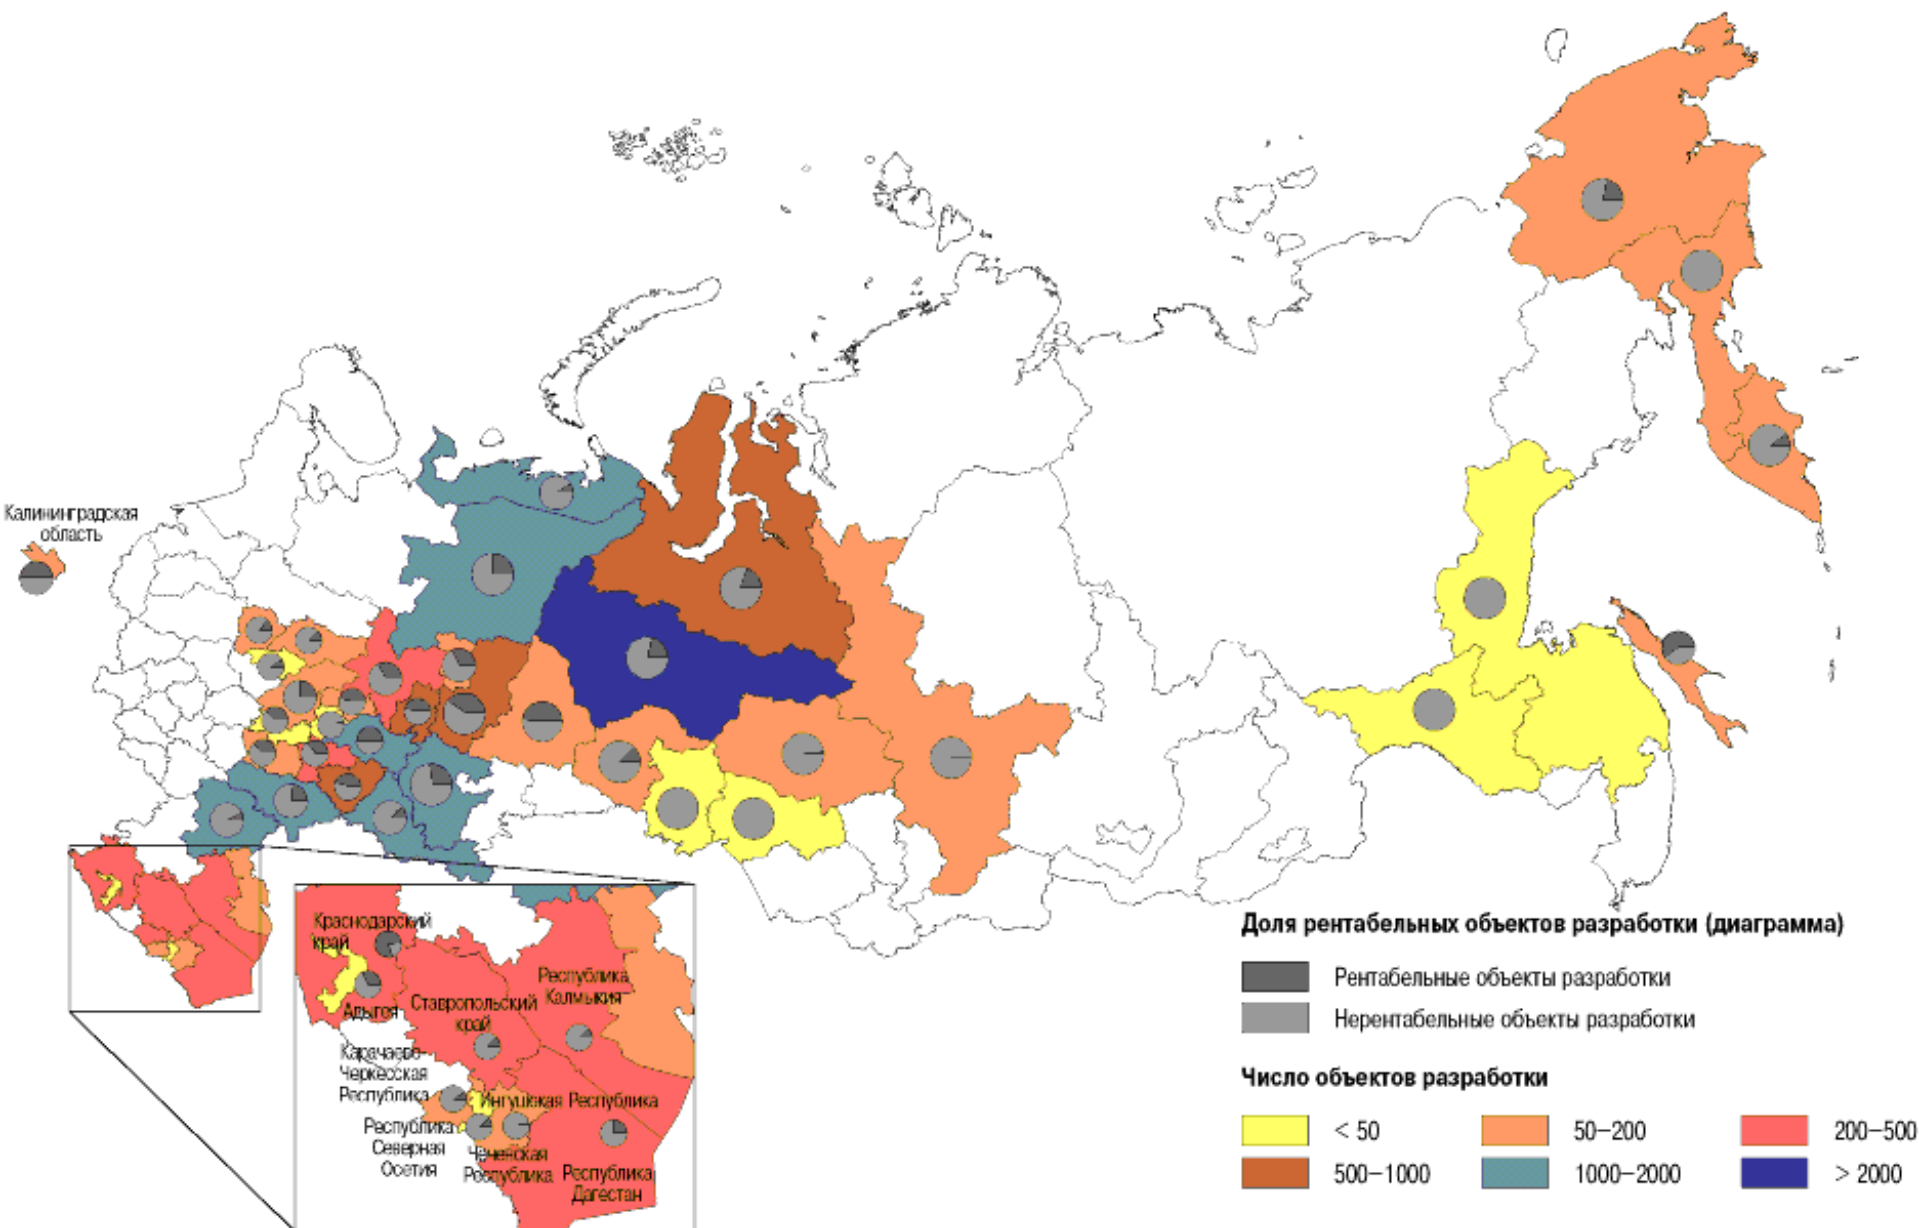 Калининградская
область
Краснодарский
край
Адыгея
Ставропольский
край
Республика
Калмыкия
Карачаево-
Черкесская
Республика
Ингушская Республика
Республика
Северная
Осетия
Чеченская
Республика
Республика
Дагестан
Доля рентабельных объектов разработки (диаграмма)
Рентабельные объекты разработки
Нерентабельные объекты разработки
Число объектов разработки
< 50
50–200
200–500
500–1000
1000–2000
> 2000